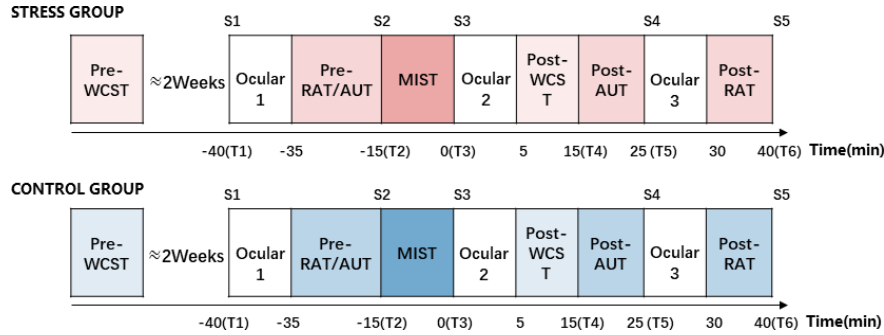 STRESS GROUP
S1 S2 S3 S4 S5
Pre-WCST ≈2Weeks Ocular 1 Pre-RAT/AUT MIST Ocular 2 Post-WCST Post-AUT Ocular 3 Post-RAT
-40(T1) -35 -15(T2) 0(T3) 5 15(T4) 25(T5) 30 40(T6) Time(min)
CONTROL GROUP
S1 S2 S3 S4 S5
Pre-WCST ≈2Weeks Ocular 1 Pre-RAT/AUT MIST Ocular 2 Post-WCST Post-AUT Ocular 3 Post-RAT
-40(T1) -35 -15(T2) 0(T3) 5 15(T4) 25(T5) 30 40(T6) Time(min)